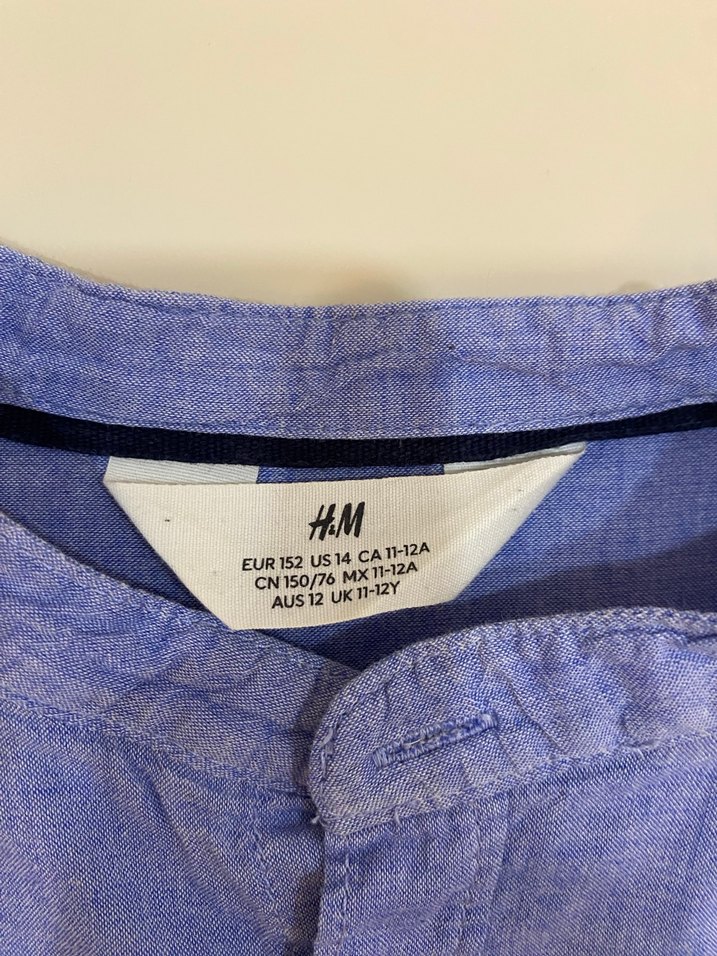 H&M
EUR 152 US 14 CA 11-12A
CN 150/76 MX 11-12A
AUS 12 UK 11-12Y